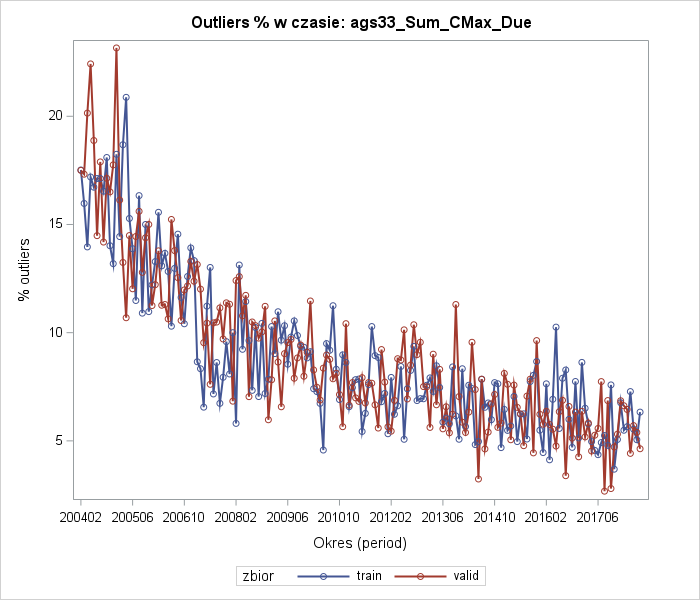 Outliers % w czasie: ags33_Sum_CMax_Due
% outliers
20
15
10
5
200402 200506 200610 200802 200906 201010 201202 201306 201410 201602 201706
Okres (period)
zbior train valid